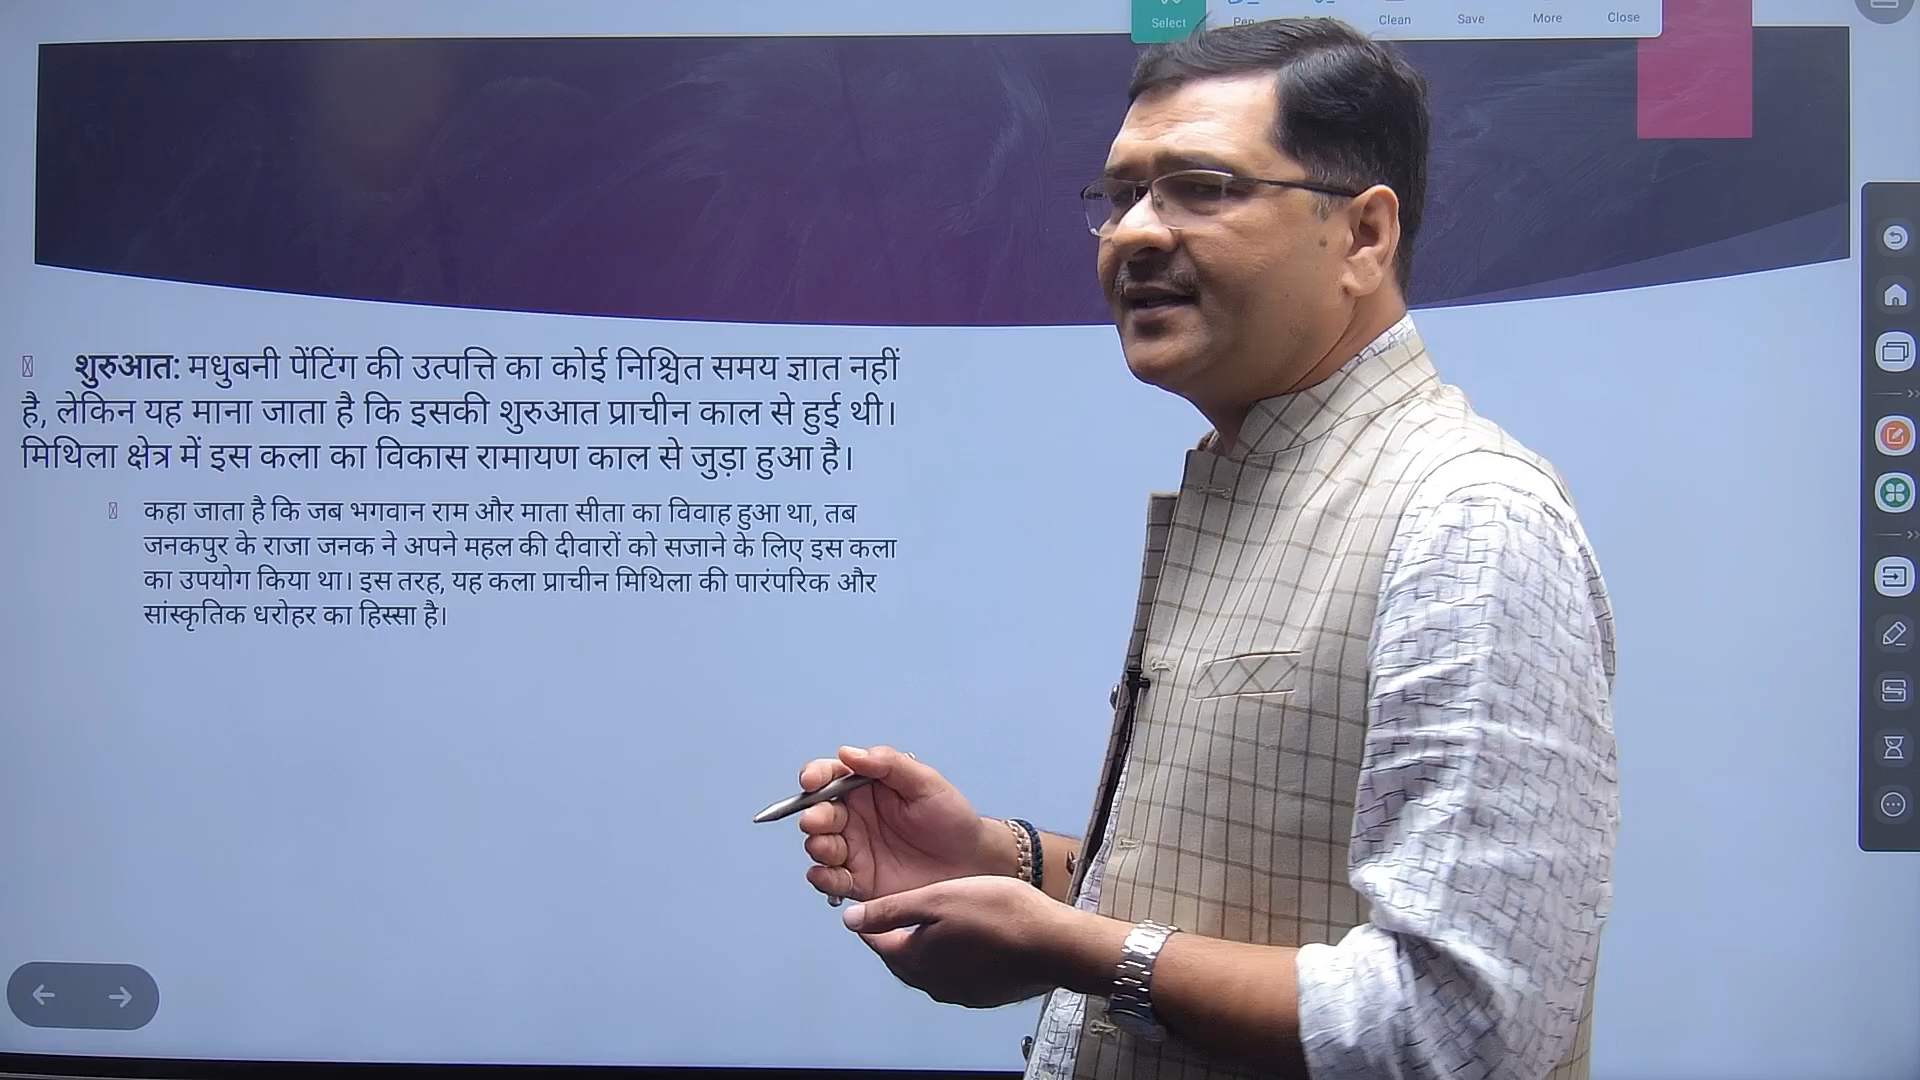 Select Pen Clean Save More Close
शुरुआत: मधुबनी पेंटिंग की उत्पत्ति का कोई निश्चित समय ज्ञात नहीं
है, लेकिन यह माना जाता है कि इसकी शुरुआत प्राचीन काल से हुई थी।
मिथिला क्षेत्र में इस कला का विकास रामायण काल से जुड़ा हुआ है।
कहा जाता है कि जब भगवान राम और माता सीता का विवाह हुआ था, तब
जनकपुर के राजा जनक ने अपने महल की दीवारों को सजाने के लिए इस कला
का उपयोग किया था। इस तरह, यह कला प्राचीन मिथिला की पारंपरिक और
सांस्कृतिक धरोहर का हिस्सा है।